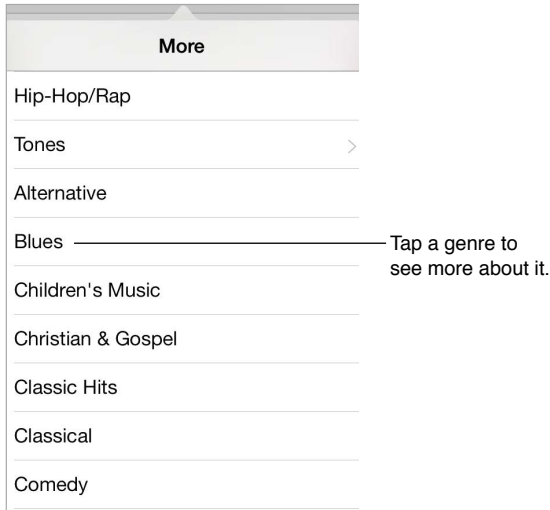 More
Hip-Hop/Rap
Tones
Alternative
Blues
Tap a genre to
see more about it.
Children's Music
Christian & Gospel
Classic Hits
Classical
Comedy